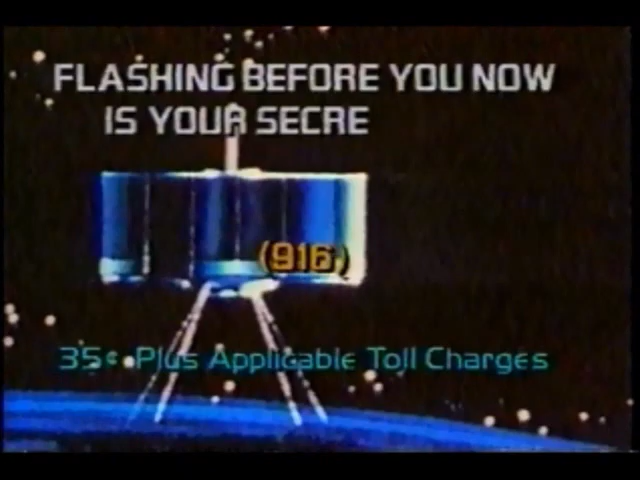 FLASHING BEFORE YOU NOW
IS YOUR SECRE
(916)
35¢ Plus Applicable Toll Charges